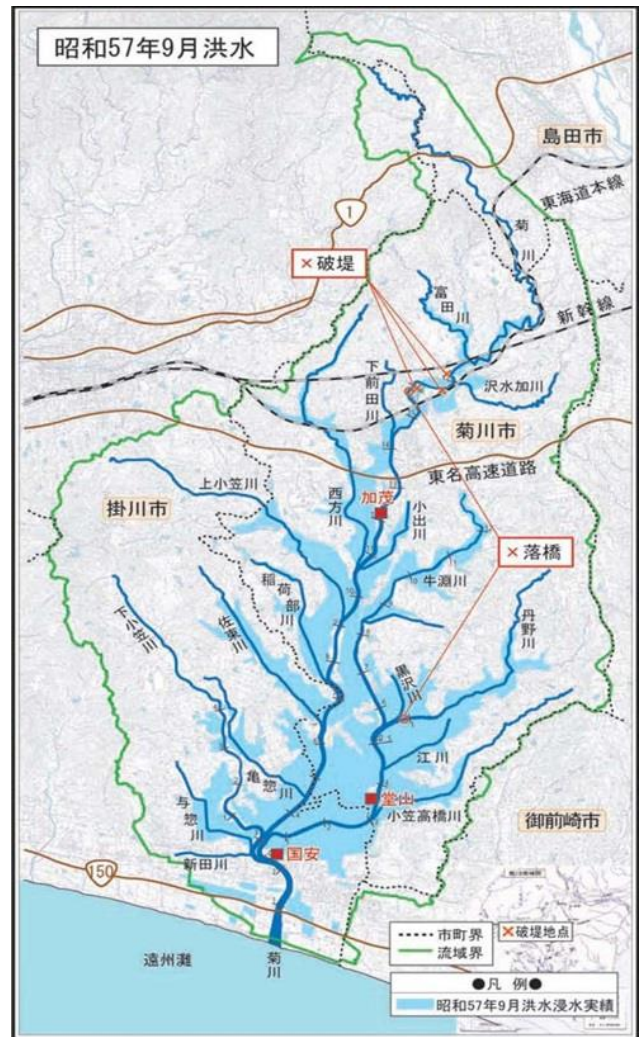 昭和57年9月洪水
島田市
東海道本線
1
菊川
×破堤
富田川
新幹線
下前田川
沢水加川
菊川市
東名高速道路
掛川市
上小笠川
西方川
加茂
小出川
×落橋
牛淵川
稲荷部川
丹野川
下小笠川
佐束川
黒沢川
江川
亀惣川
堂山
与惣川
小笠高橋川
御前崎市
国安
新田川
150
菊川
遠州灘
市町界
×破堤地点
流域界
●凡 例●
昭和57年9月洪水浸水実績